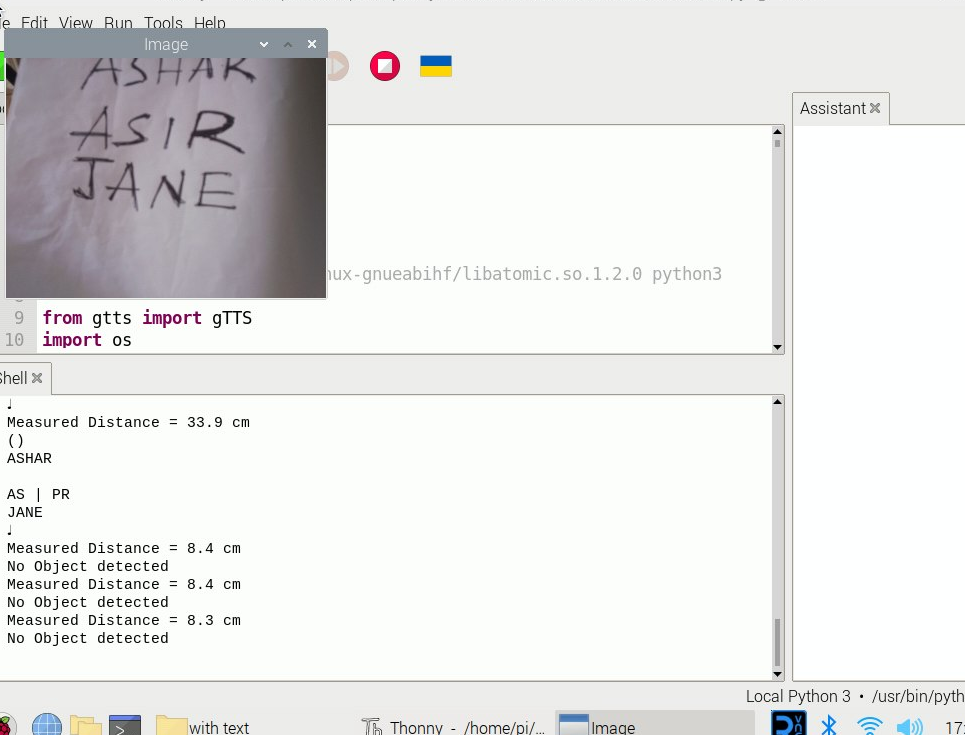 Edit View Run Tools Help
Image
ASHAR
ASIR
JANE
Assistant
nux-gnueabihf/libatomic.so.1.2.0 python3
9 from gtts import gTTS
10 import os
Shell
♩
Measured Distance = 33.9 cm
()
ASHAR
AS | PR
JANE
♩
Measured Distance = 8.4 cm
No Object detected
Measured Distance = 8.4 cm
No Object detected
Measured Distance = 8.3 cm
No Object detected
Local Python 3 • /usr/bin/pyth
with text
Thonny - /home/pi/...
Image
17: